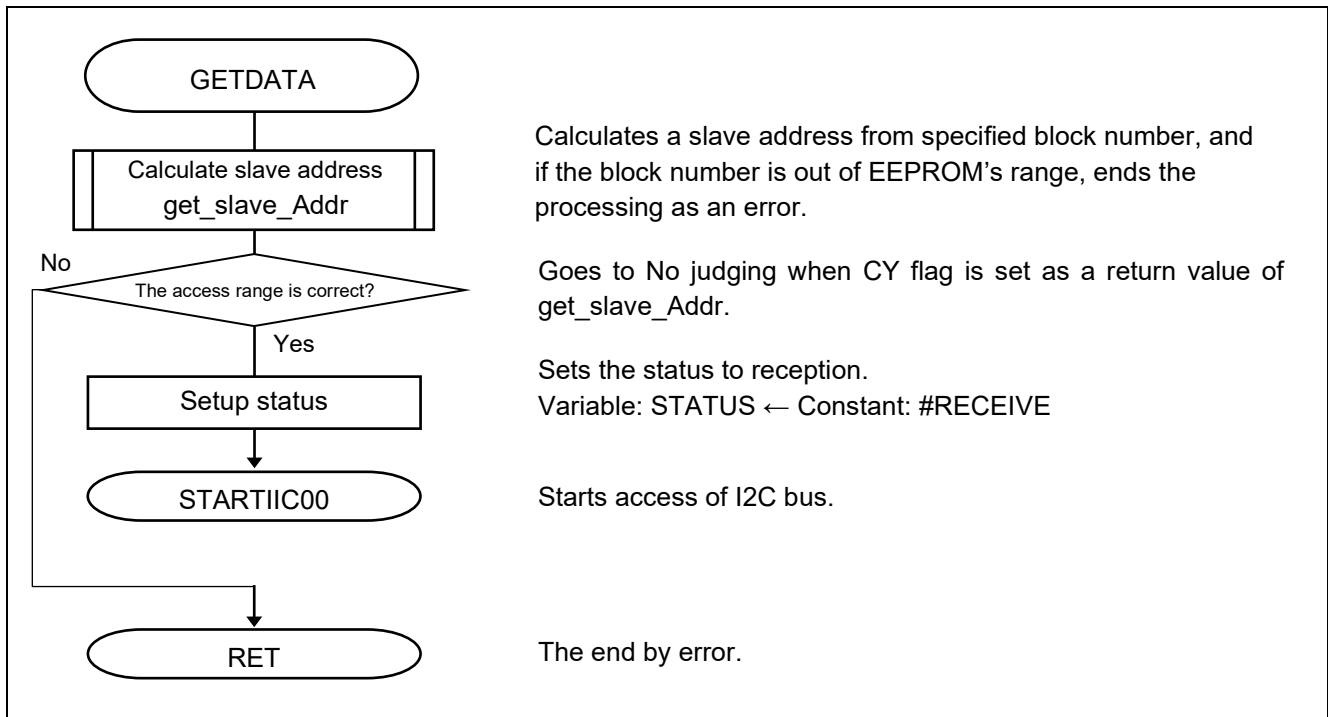 GETDATA
Calculate slave address
get_slave_Addr
Calculates a slave address from specified block number, and
if the block number is out of EEPROM’s range, ends the
processing as an error.
No
The access range is correct?
Goes to No judging when CY flag is set as a return value of
get_slave_Addr.
Yes
Setup status
Sets the status to reception.
Variable: STATUS ← Constant: #RECEIVE
STARTIIC00
Starts access of I2C bus.
RET
The end by error.